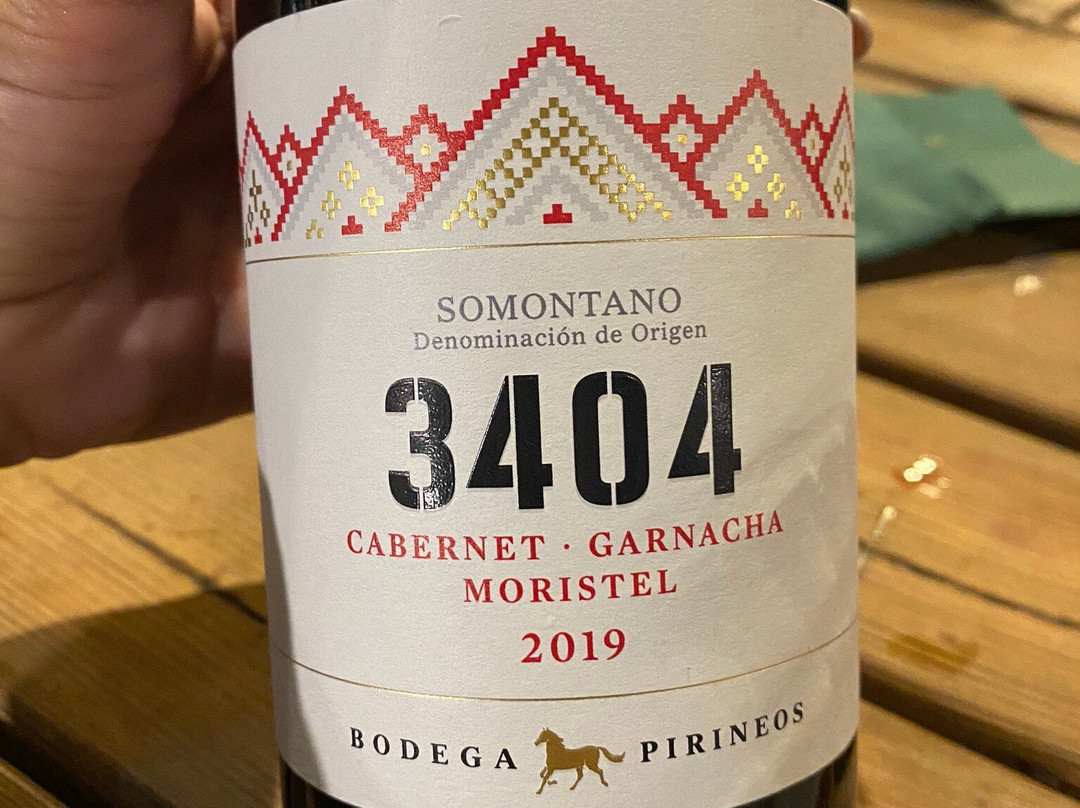 SOMONTANO
Denominación de Origen
3404
CABERNET · GARNACHA
MORISTEL
2019
BODEGA PIRINEOS